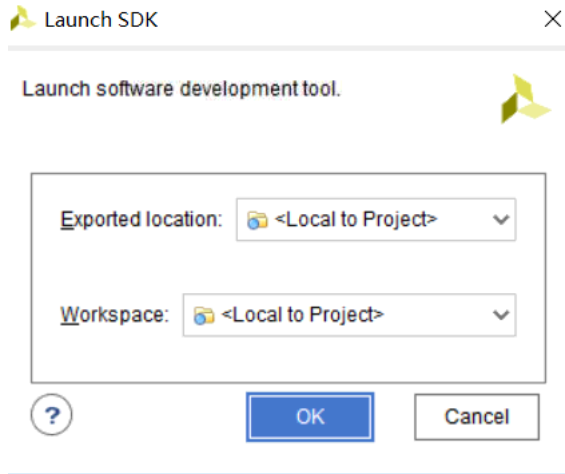 Launch SDK
Launch software development tool.
Exported location: <Local to Project>
Workspace: <Local to Project>
? OK Cancel